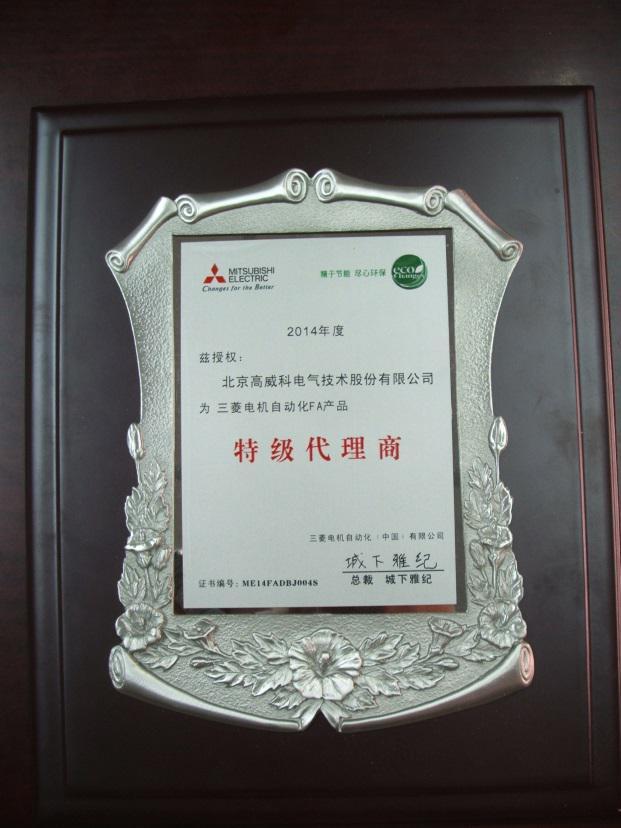 MITSUBISHI
ELECTRIC
Changes for the Better
精于节能 尽心环保
eco
Changes
2014年度
兹授权：
北京高威科电气技术股份有限公司
为 三菱电机自动化FA产品
特级代理商
三菱电机自动化（中国）有限公司
城下雅纪
总裁 城下雅纪
证书编号：ME14FADBJ004S